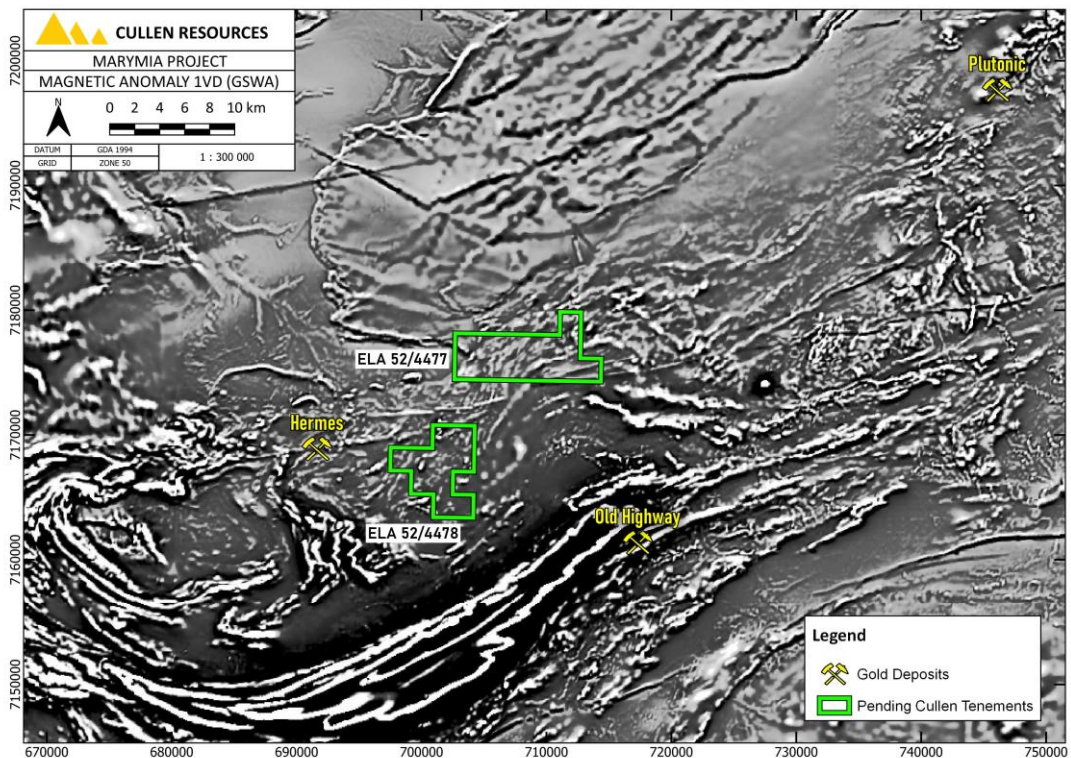 CULLEN RESOURCES
MARYMIA PROJECT
MAGNETIC ANOMALY 1VD (GSWA)
N
0 2 4 6 8 10 km
DATUM GDA 1994
GRID ZONE 50
1 : 300 000
Plutonic
ELA 52/4477
Hermes
ELA 52/4478
Old Highway
Legend
Gold Deposits
Pending Cullen Tenements
7200000
7190000
7180000
7170000
7160000
7150000
670000 680000 690000 700000 710000 720000 730000 740000 750000